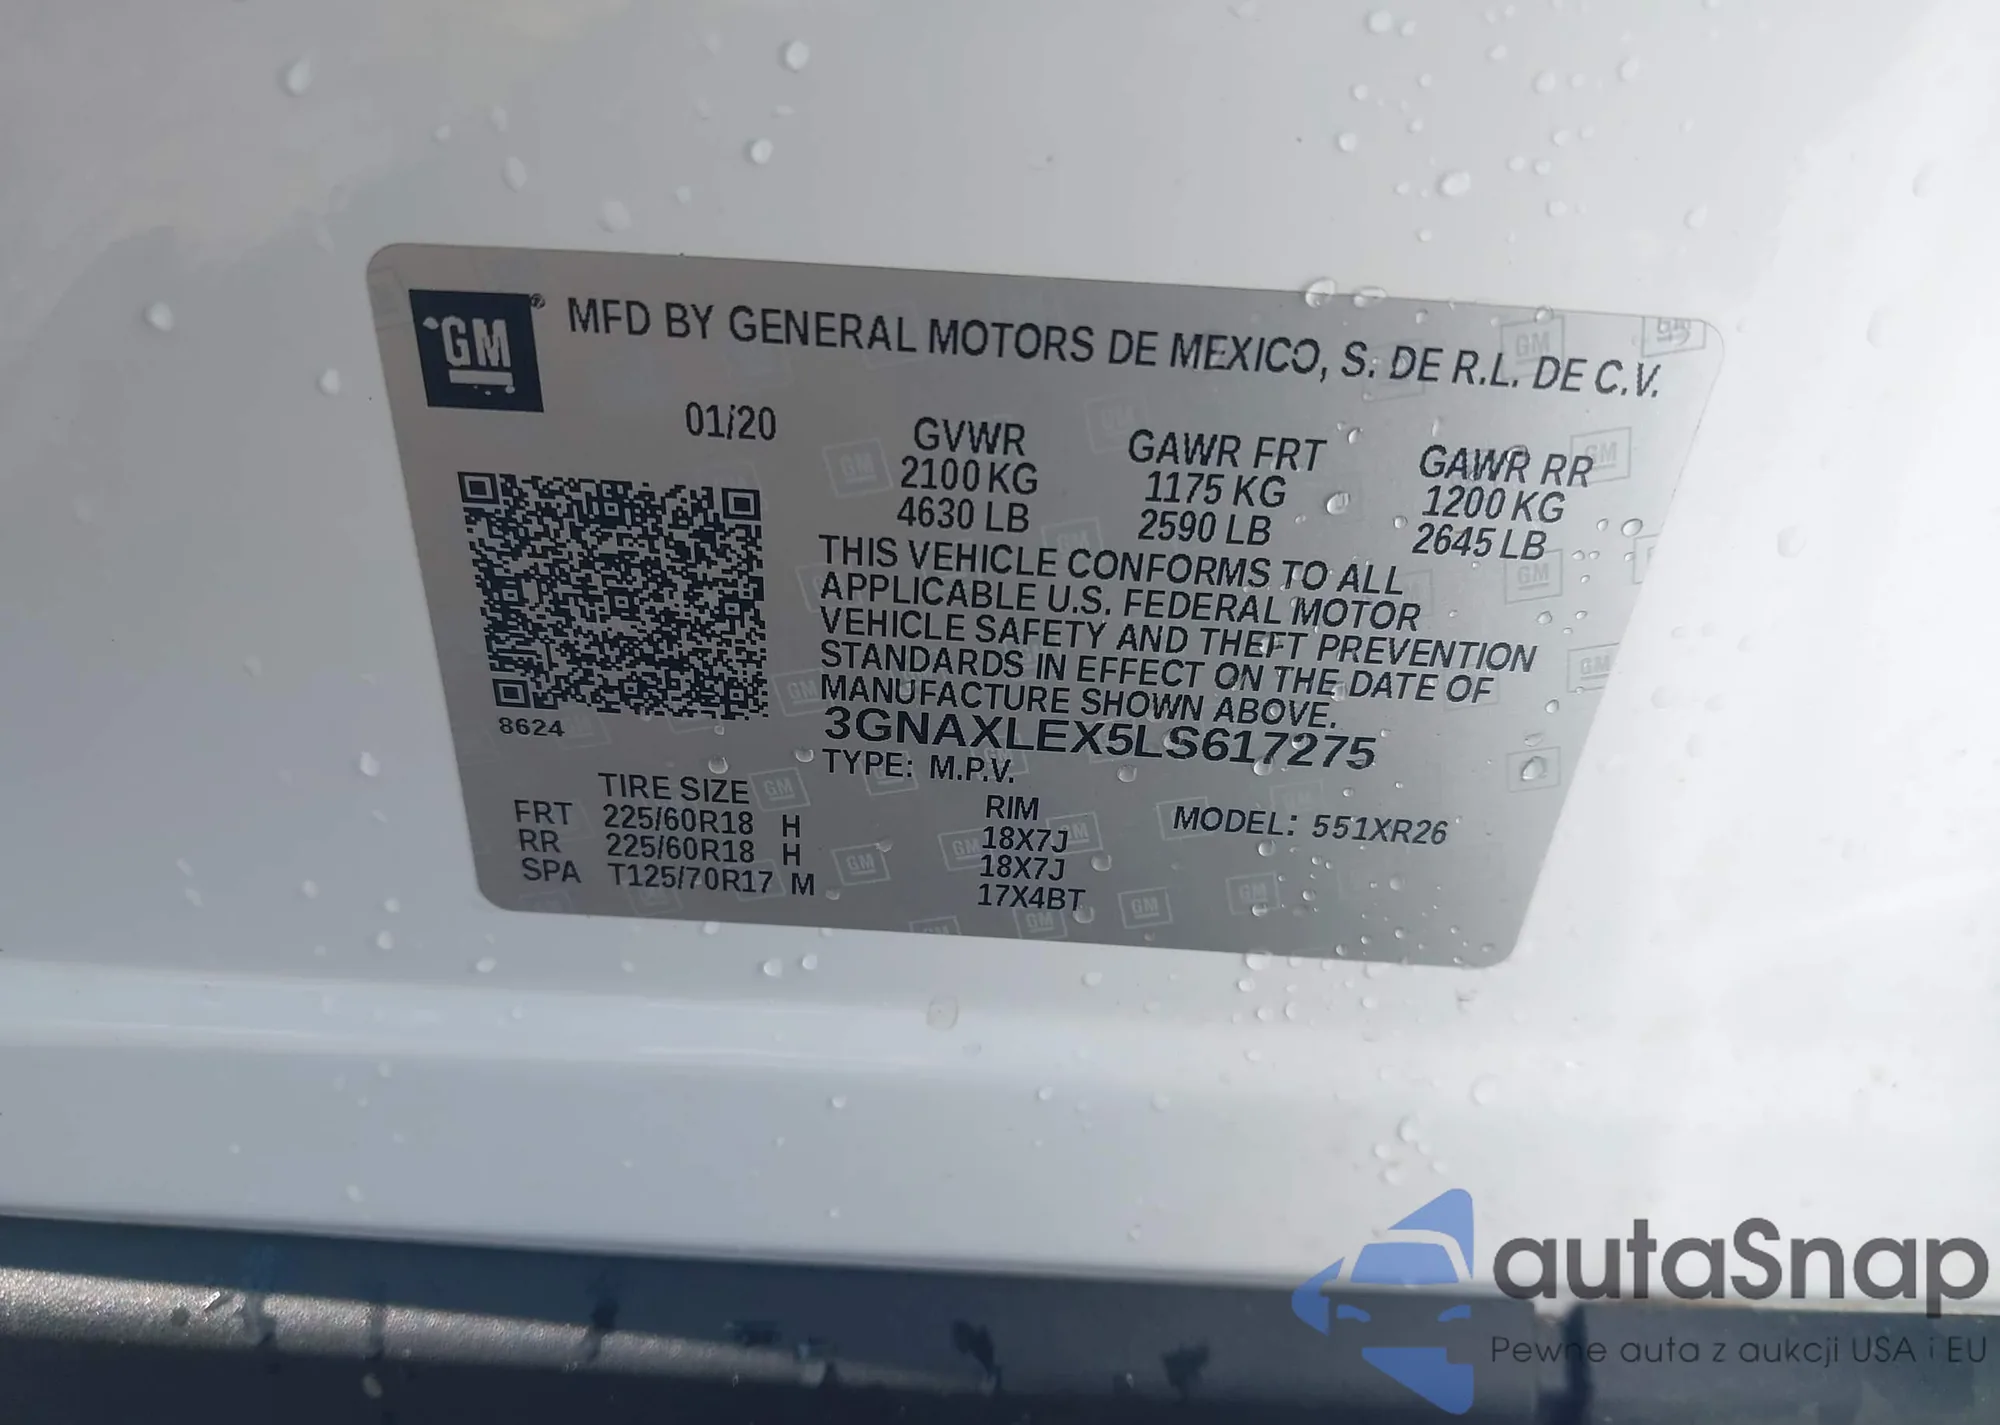 GM® MFD BY GENERAL MOTORS DE MEXICO, S. DE R.L. DE C.V.
01/20
GVWR GAWR FRT GAWR RR
2100 KG 1175 KG 1200 KG
4630 LB 2590 LB 2645 LB
THIS VEHICLE CONFORMS TO ALL
APPLICABLE U.S. FEDERAL MOTOR
VEHICLE SAFETY AND THEFT PREVENTION
STANDARDS IN EFFECT ON THE DATE OF
MANUFACTURE SHOWN ABOVE.
8624
3GNAXLEX5LS617275
TYPE: M.P.V.
TIRE SIZE RIM MODEL: 551XR26
FRT 225/60R18 H 18X7J
RR 225/60R18 H 18X7J
SPA T125/70R17 M 17X4BT
autaSnap
Pewne auta z aukcji USA i EU